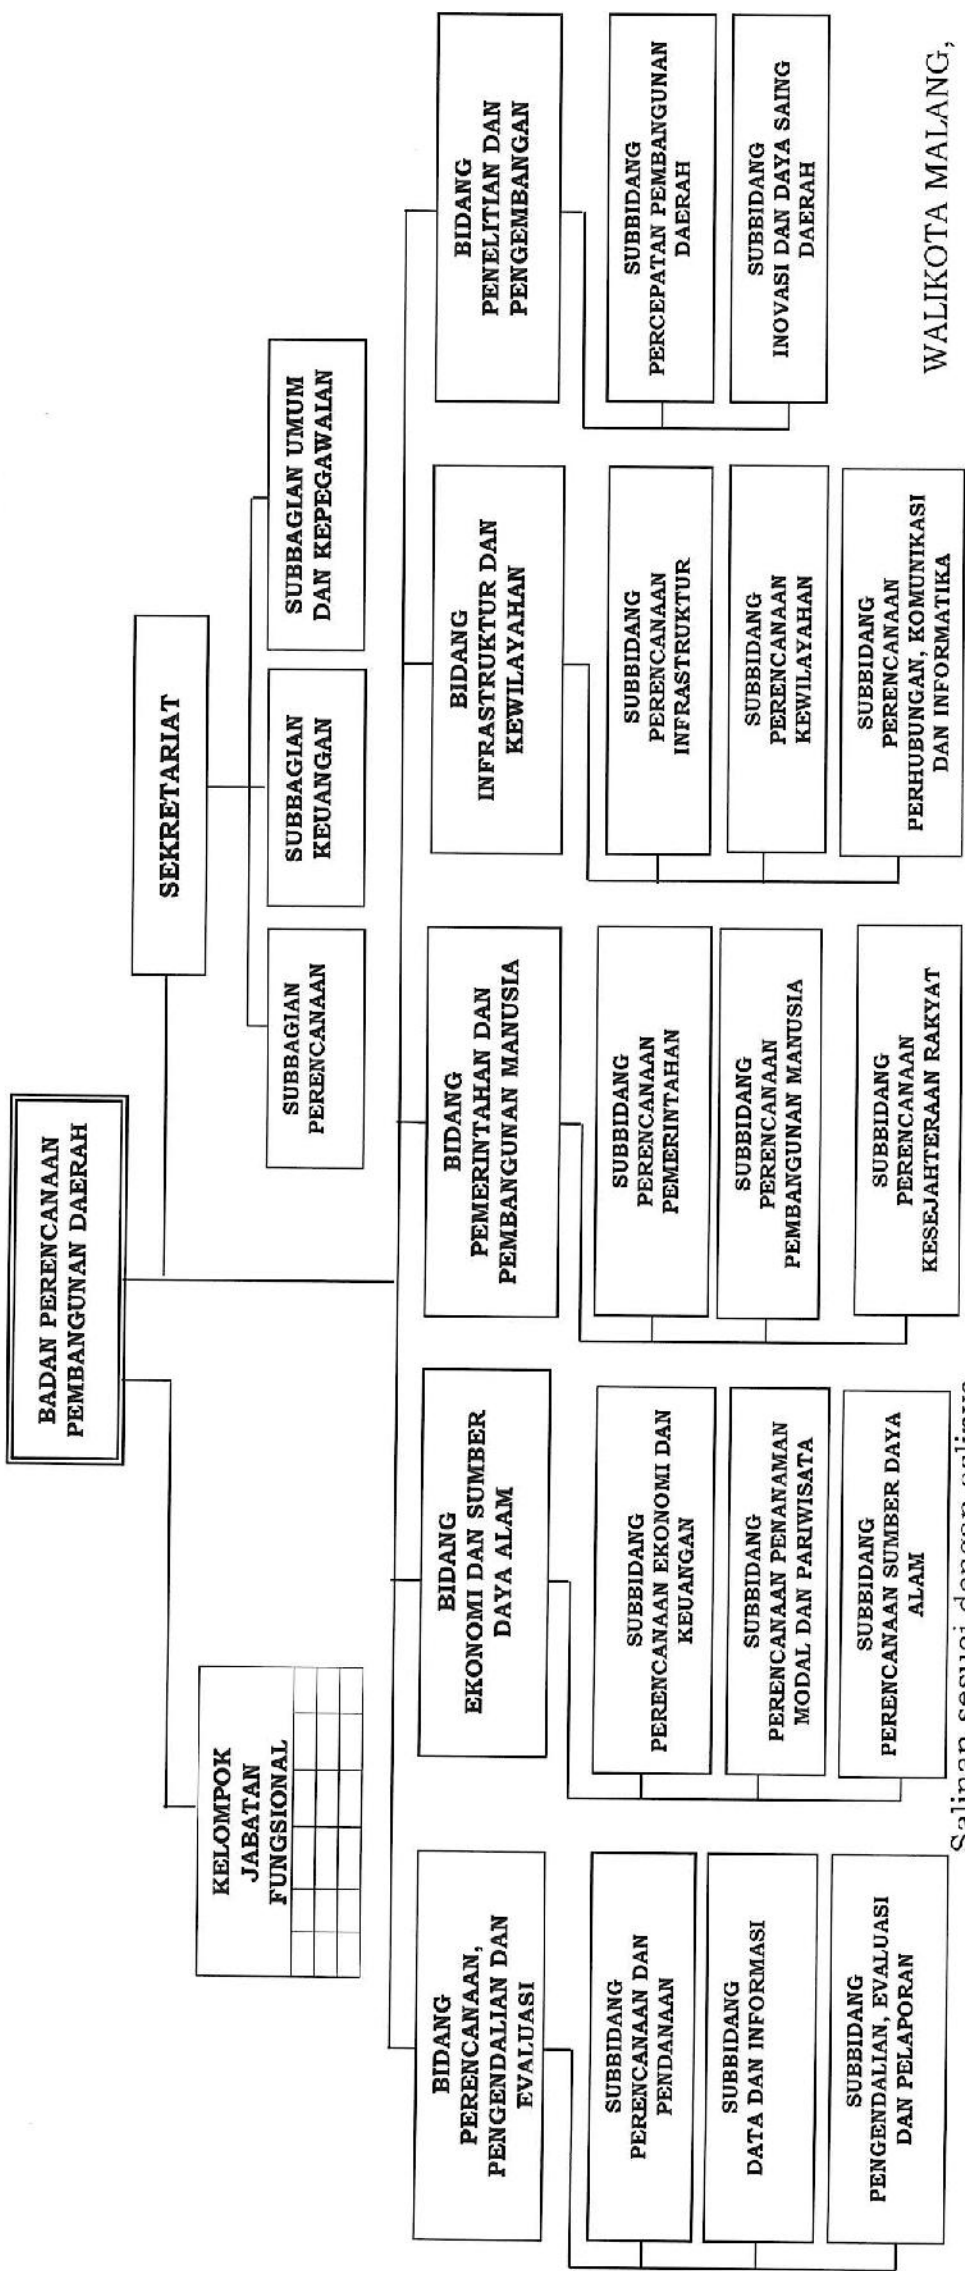 BADAN PERENCANAAN
PEMBANGUNAN DAERAH
SEKRETARIAT
KELOMPOK
JABATAN
FUNGSIONAL
SUBBAGIAN
PERENCANAAN
SUBBAGIAN
KEUANGAN
SUBBAGIAN UMUM
DAN KEPEGAWAIAN
BIDANG
PERENCANAAN,
PENGENDALIAN DAN
EVALUASI
SUBBIDANG
PERENCANAAN DAN
PENDANAAN
SUBBIDANG
DATA DAN INFORMASI
SUBBIDANG
PENGENDALIAN, EVALUASI
DAN PELAPORAN
BIDANG
EKONOMI DAN SUMBER
DAYA ALAM
SUBBIDANG
PERENCANAAN EKONOMI DAN
KEUANGAN
SUBBIDANG
PERENCANAAN PENANAMAN
MODAL DAN PARIWISATA
SUBBIDANG
PERENCANAAN SUMBER DAYA
ALAM
BIDANG
PEMERINTAHAN DAN
PEMBANGUNAN MANUSIA
SUBBIDANG
PERENCANAAN
PEMERINTAHAN
SUBBIDANG
PERENCANAAN
PEMBANGUNAN MANUSIA
SUBBIDANG
PERENCANAAN
KESEJAHTERAAN RAKYAT
BIDANG
INFRASTRUKTUR DAN
KEWILAYAHAN
SUBBIDANG
PERENCANAAN
INFRASTRUKTUR
SUBBIDANG
PERENCANAAN
KEWILAYAHAN
SUBBIDANG
PERENCANAAN
PERHUBUNGAN, KOMUNIKASI
DAN INFORMATIKA
BIDANG
PENELITIAN DAN
PENGEMBANGAN
SUBBIDANG
PERCEPATAN PEMBANGUNAN
DAERAH
SUBBIDANG
INOVASI DAN DAYA SAING
DAERAH
WALIKOTA MALANG,
Salinan sesuai dengan aslinya